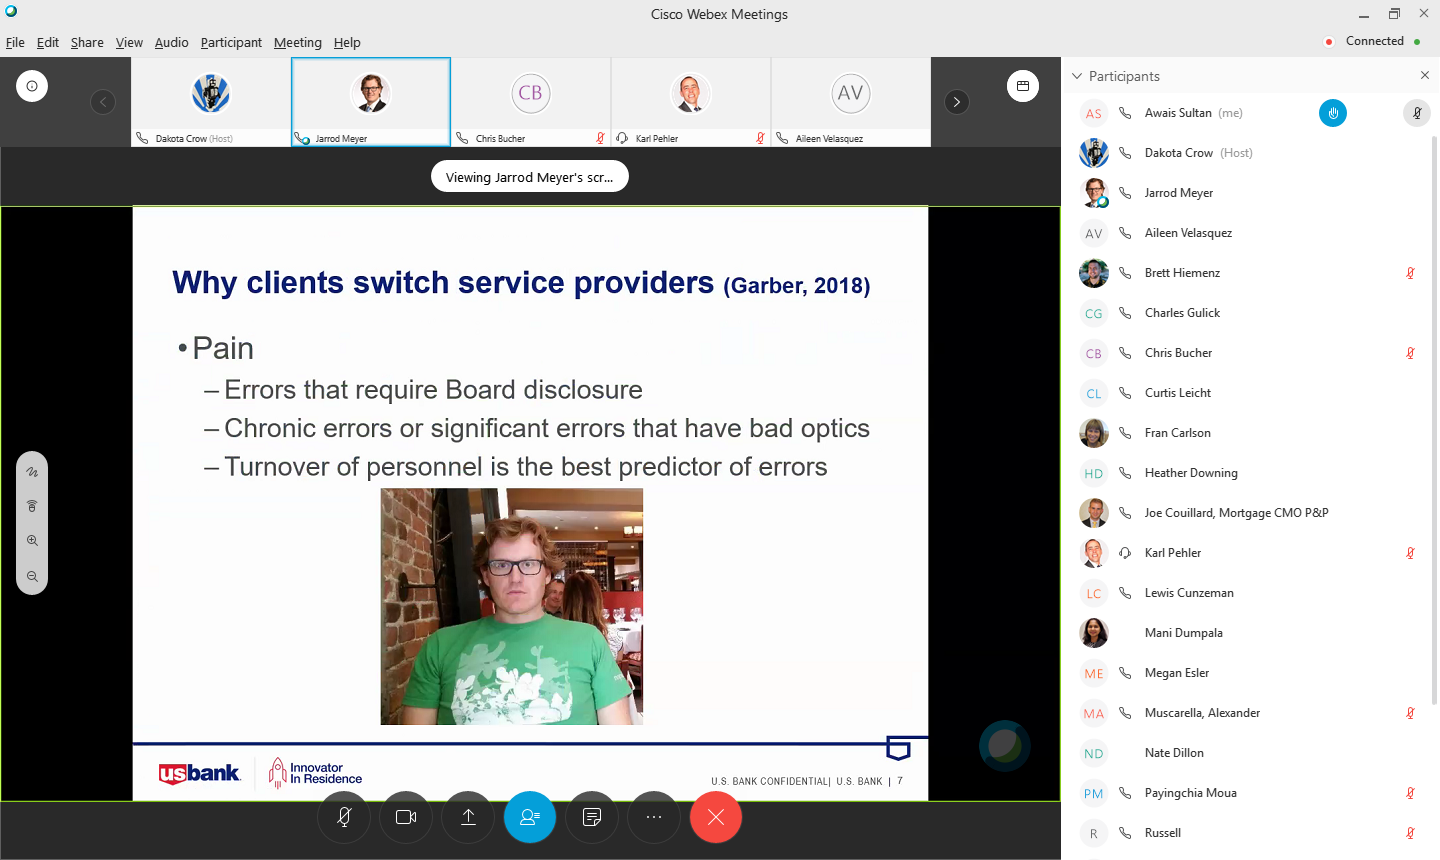 Cisco Webex Meetings
File Edit Share View Audio Participant Meeting Help
Connected
Dakota Crow (Host)
Jarrod Meyer
CB
Chris Bucher
Karl Pehler
AV
Aileen Velasquez
Viewing Jarrod Meyer's scr...
Why clients switch service providers (Garber, 2018)
•Pain
– Errors that require Board disclosure
– Chronic errors or significant errors that have bad optics
– Turnover of personnel is the best predictor of errors
usbank
Innovator
In Residence
U.S. BANK CONFIDENTIAL| U.S. BANK | 7
Participants
AS Awais Sultan (me)
Dakota Crow (Host)
Jarrod Meyer
AV Aileen Velasquez
Brett Hiemenz
CG Charles Gulick
CB Chris Bucher
CL Curtis Leicht
Fran Carlson
HD Heather Downing
Joe Couillard, Mortgage CMO P&P
Karl Pehler
LC Lewis Cunzeman
Mani Dumpala
ME Megan Esler
MA Muscarella, Alexander
ND Nate Dillon
PM Payingchia Moua
R Russell